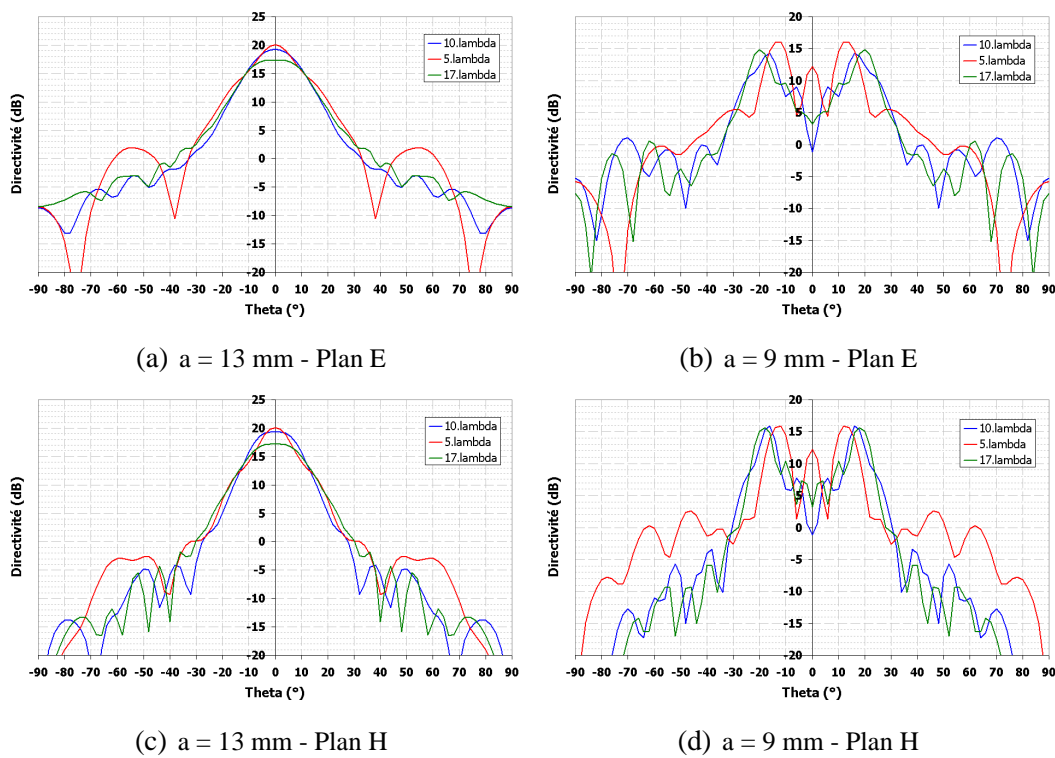 25
20
15
10
5
0
-5
-10
-15
-20
-90 -80 -70 -60 -50 -40 -30 -20 -10 0 10 20 30 40 50 60 70 80 90
Directivité (dB)
Theta (°)
10.lambda
5.lambda
17.lambda
(a) a = 13 mm - Plan E
20
15
10
5
0
-5
-10
-15
-20
-90 -80 -70 -60 -50 -40 -30 -20 -10 0 10 20 30 40 50 60 70 80 90
Directivité (dB)
Theta (°)
10.lambda
5.lambda
17.lambda
(b) a = 9 mm - Plan E
25
20
15
10
5
0
-5
-10
-15
-20
-90 -80 -70 -60 -50 -40 -30 -20 -10 0 10 20 30 40 50 60 70 80 90
Directivité (dB)
Theta (°)
10.lambda
5.lambda
17.lambda
(c) a = 13 mm - Plan H
20
15
10
5
0
-5
-10
-15
-20
-90 -80 -70 -60 -50 -40 -30 -20 -10 0 10 20 30 40 50 60 70 80 90
Directivité (dB)
Theta (°)
10.lambda
5.lambda
17.lambda
(d) a = 9 mm - Plan H